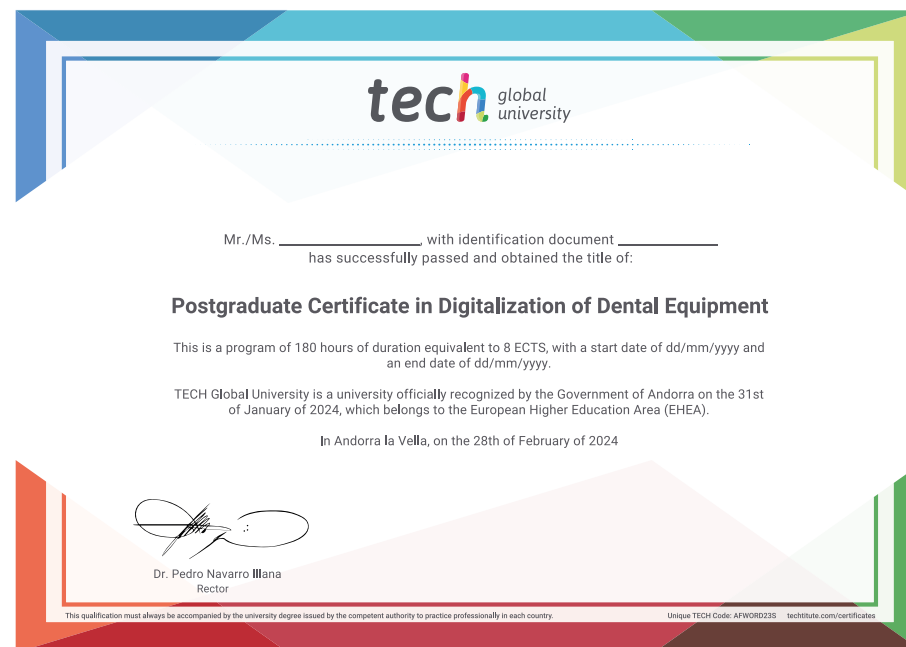 tech global
university
Mr./Ms. ____________________, with identification document ______________
has successfully passed and obtained the title of:
Postgraduate Certificate in Digitalization of Dental Equipment
This is a program of 180 hours of duration equivalent to 8 ECTS, with a start date of dd/mm/yyyy and
an end date of dd/mm/yyyy.
TECH Global University is a university officially recognized by the Government of Andorra on the 31st
of January of 2024, which belongs to the European Higher Education Area (EHEA).
In Andorra la Vella, on the 28th of February of 2024
Dr. Pedro Navarro Illana
Rector
This qualification must always be accompanied by the university degree issued by the competent authority to practice professionally in each country.
Unique TECH Code: AFWORD23S techtitute.com/certificates